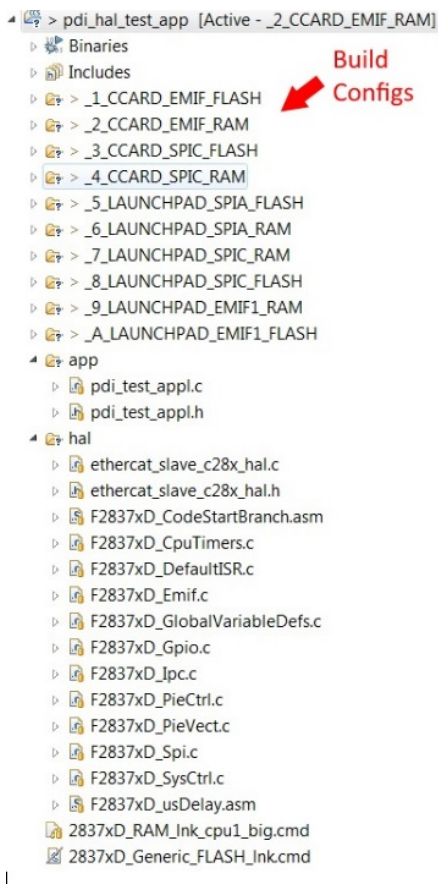 pdi_hal_test_app [Active - _2_CCARD_EMIF_RAM]
Binaries
Includes
Build
Configs
> _1_CCARD_EMIF_FLASH
> _2_CCARD_EMIF_RAM
> _3_CCARD_SPIC_FLASH
> _4_CCARD_SPIC_RAM
> _5_LAUNCHPAD_SPIA_FLASH
> _6_LAUNCHPAD_SPIA_RAM
> _7_LAUNCHPAD_SPIC_RAM
> _8_LAUNCHPAD_SPIC_FLASH
> _9_LAUNCHPAD_EMIF1_RAM
> _A_LAUNCHPAD_EMIF1_FLASH
app
pdi_test_appl.c
pdi_test_appl.h
hal
ethercat_slave_c28x_hal.c
ethercat_slave_c28x_hal.h
F2837xD_CodeStartBranch.asm
F2837xD_CpuTimers.c
F2837xD_DefaultISR.c
F2837xD_Emif.c
F2837xD_GlobalVariableDefs.c
F2837xD_Gpio.c
F2837xD_Ipc.c
F2837xD_PieCtrl.c
F2837xD_PieVect.c
F2837xD_Spi.c
F2837xD_SysCtrl.c
F2837xD_usDelay.asm
2837xD_RAM_lnk_cpu1_big.cmd
2837xD_Generic_FLASH_lnk.cmd